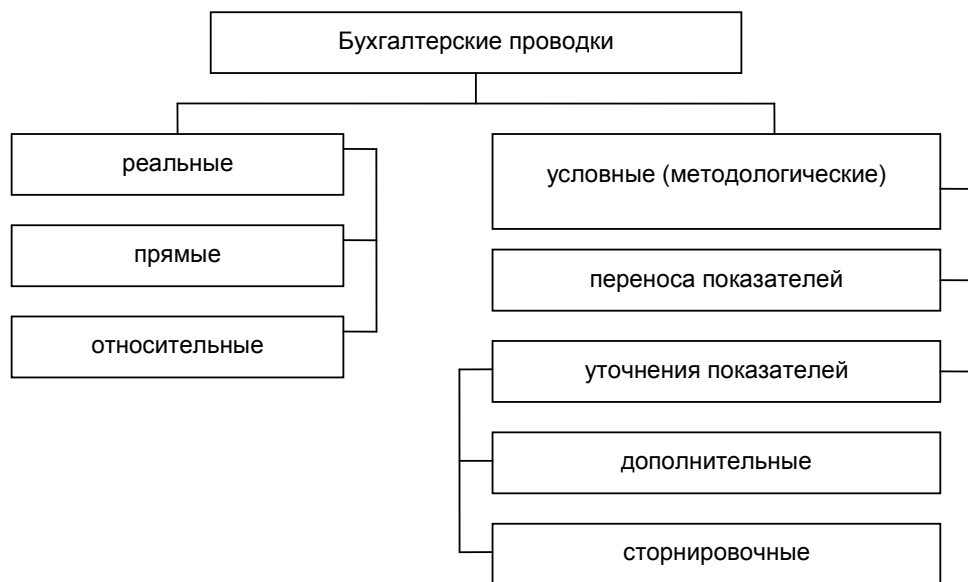 Бухгалтерские проводки
реальные
прямые
относительные
условные (методологические)
переноса показателей
уточнения показателей
дополнительные
сторнировочные